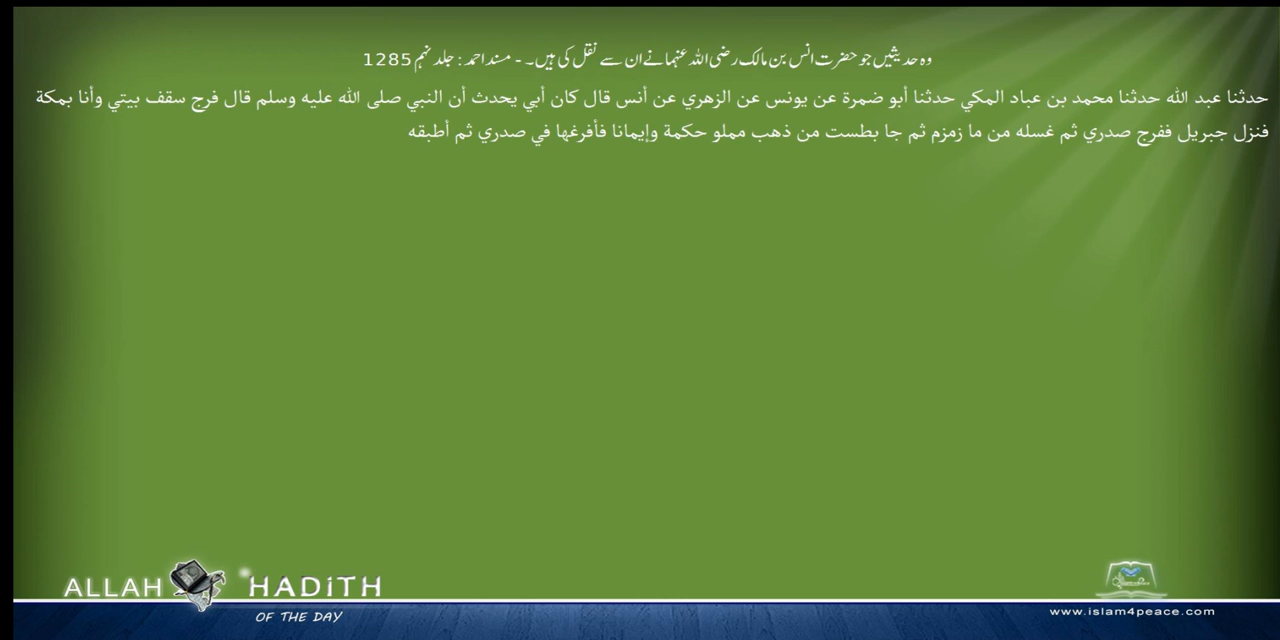 وہ حدیثیں جو حضرت انس بن مالک رضی اللہ عنہما نے ان سے نقل کی ہیں۔ - مسند احمد : جلد نہم 1285
حدثنا عبد الله حدثنا محمد بن عباد المكي حدثنا أبو ضمرة عن يونس عن الزهري عن أنس قال كان أبي يحدث أن النبي صلى الله عليه وسلم قال فرج سقف بيتي وأنا بمكة
فنزل جبريل ففرج صدري ثم غسله من ما زمزم ثم جا بطست من ذهب مملو حكمة وإيمانا فأفرغها في صدري ثم أطبقه
ALLAH HADITH
OF THE DAY
www.islam4peace.com